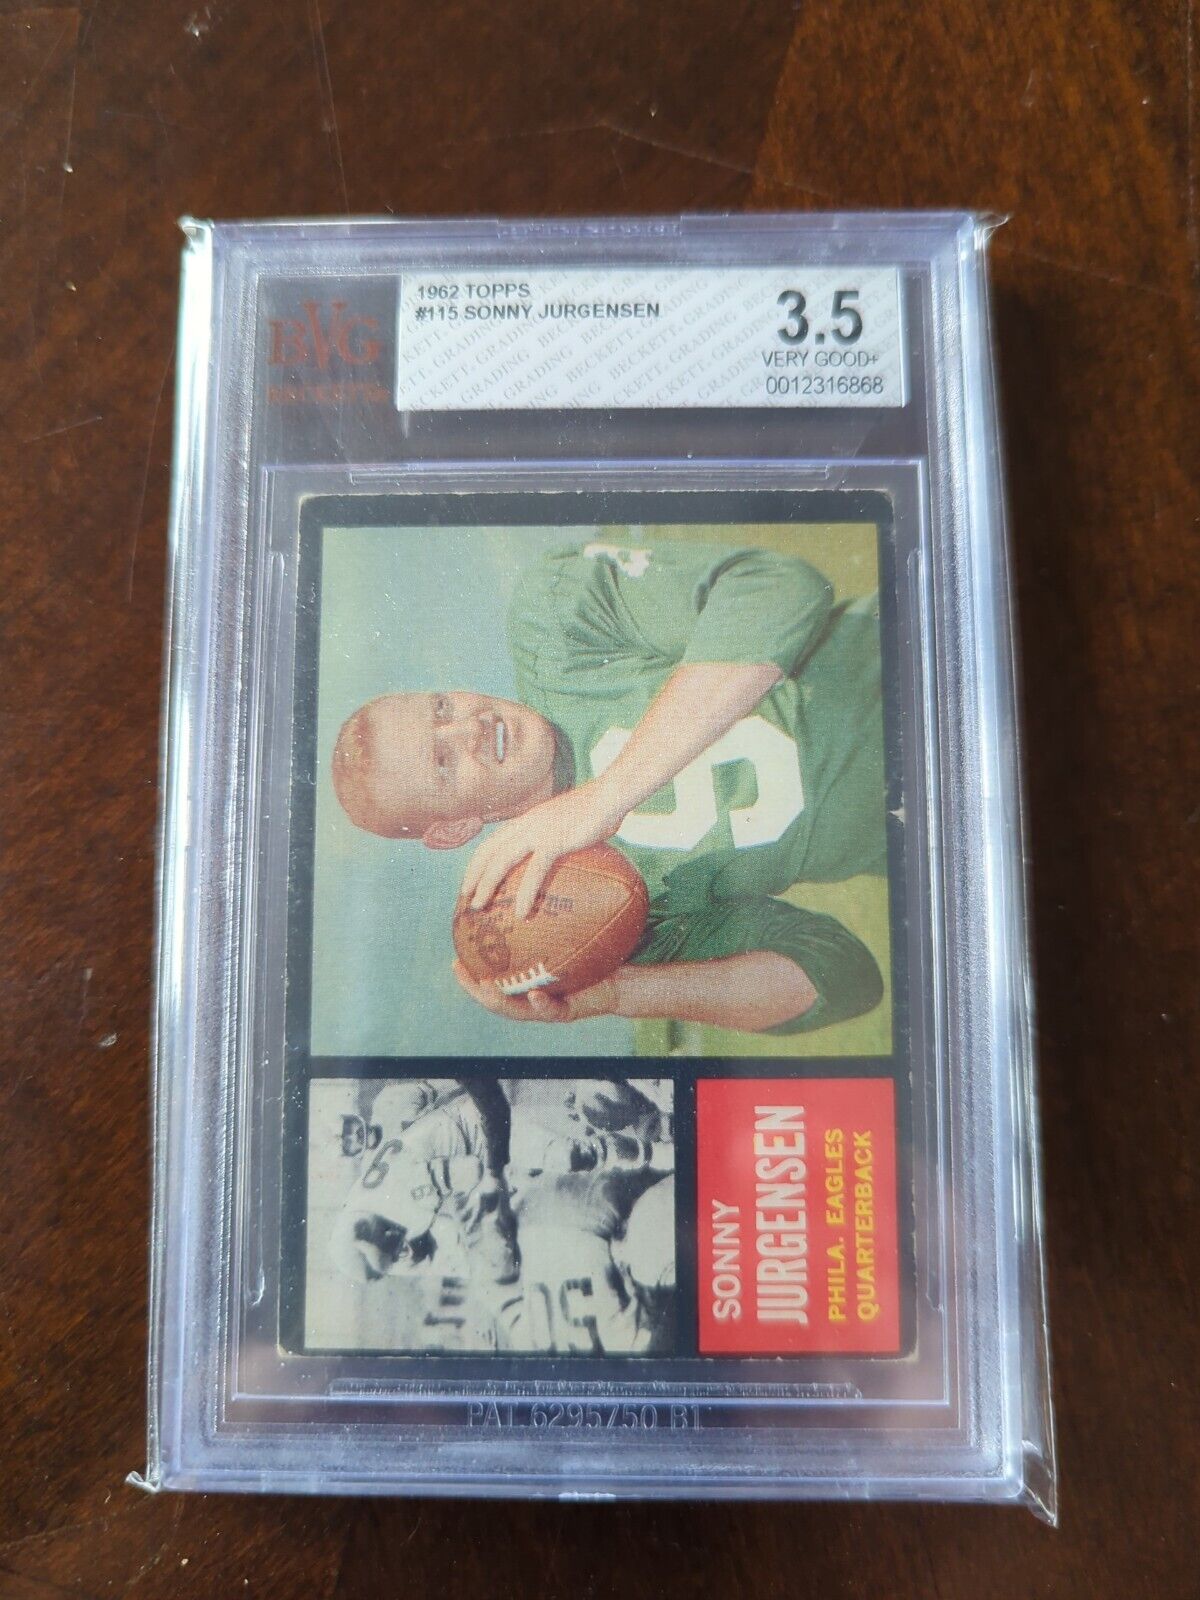 BVG
BECKETT
1962 TOPPS
#115 SONNY JURGENSEN
3.5
VERY GOOD+
0012316868
SONNY
JURGENSEN
PHILA. EAGLES
QUARTERBACK
PAT. 6295750 B1